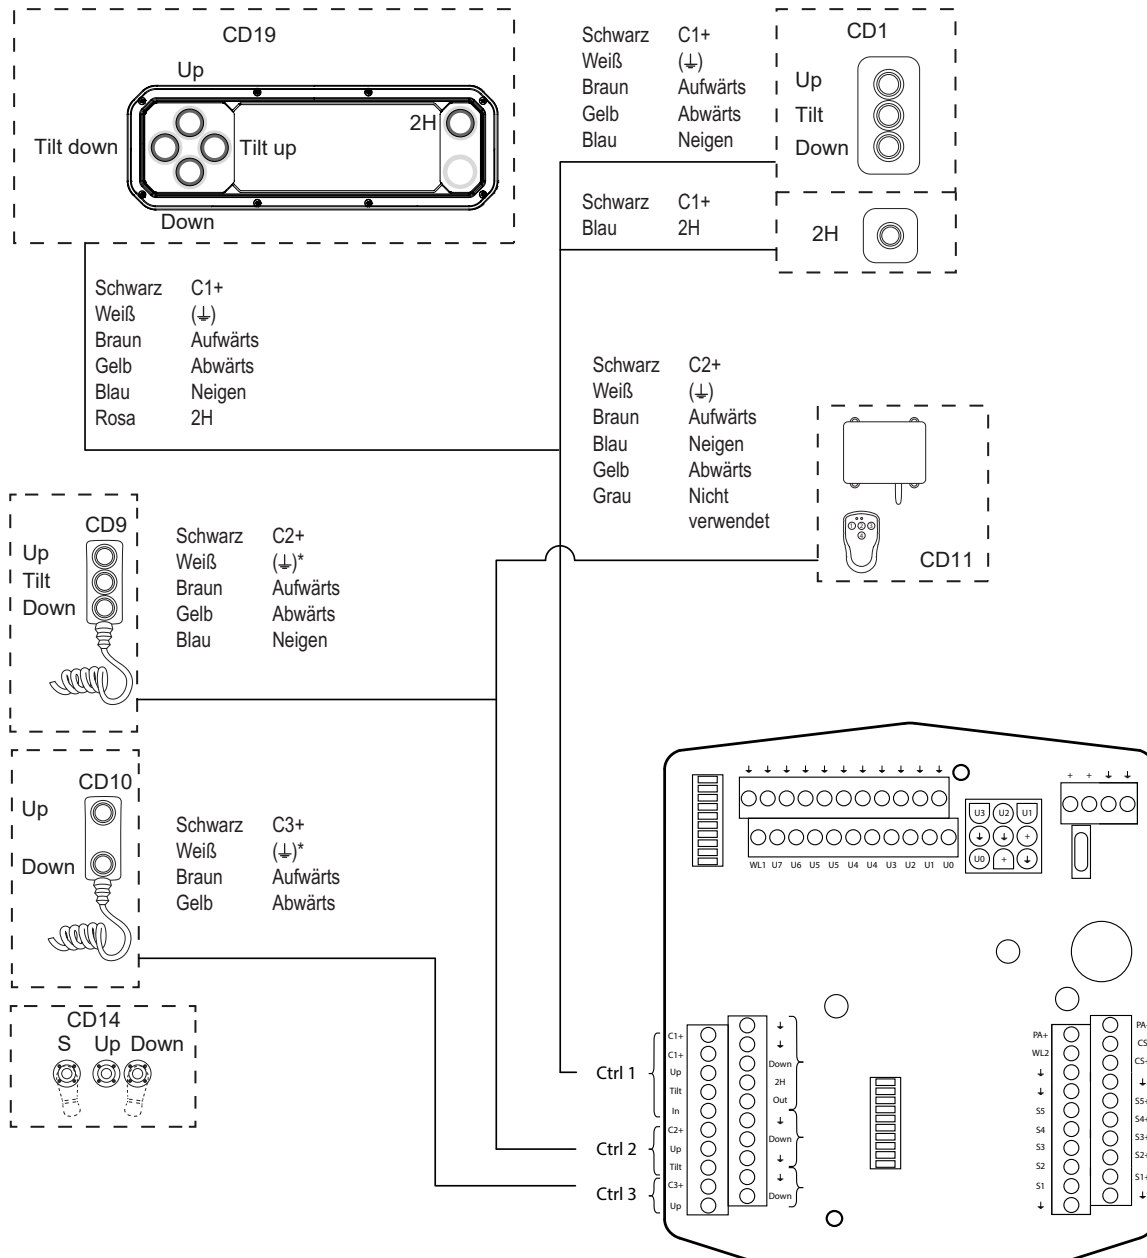 CD19
Up
2H
Tilt down
Tilt up
Down
Schwarz C1+
Weiß (⏚)
Braun Aufwärts
Gelb Abwärts
Blau Neigen
Rosa 2H
Schwarz C1+
Weiß (⏚)
Braun Aufwärts
Gelb Abwärts
Blau Neigen
CD1
Up
Tilt
Down
Schwarz C1+
Blau 2H
2H
Schwarz C2+
Weiß (⏚)
Braun Aufwärts
Blau Neigen
Gelb Abwärts
Grau Nicht
verwendet
1 2 3
4
CD11
CD9
Up
Tilt
Down
Schwarz C2+
Weiß (⏚)*
Braun Aufwärts
Gelb Abwärts
Blau Neigen
CD10
Up
Down
Schwarz C3+
Weiß (⏚)*
Braun Aufwärts
Gelb Abwärts
CD14
S Up Down
+ + ⏚ ⏚
U3 U2 U1
⏚ ⏚ +
U0 + ⏚
WL1 U7 U6 U5 U5 U4 U4 U3 U2 U1 U0
Ctrl 1
Ctrl 2
Ctrl 3
C1+
C1+
Up
Tilt
In
C2+
Up
Tilt
C3+
Up
⏚
⏚
Down
2H
Out
⏚
Down
⏚
⏚
Down
PA+
WL2
⏚
⏚
S5
S4
S3
S2
S1
⏚
PA-
CS
CS+
⏚
S5+
S4+
S3+
S2+
S1+
⏚